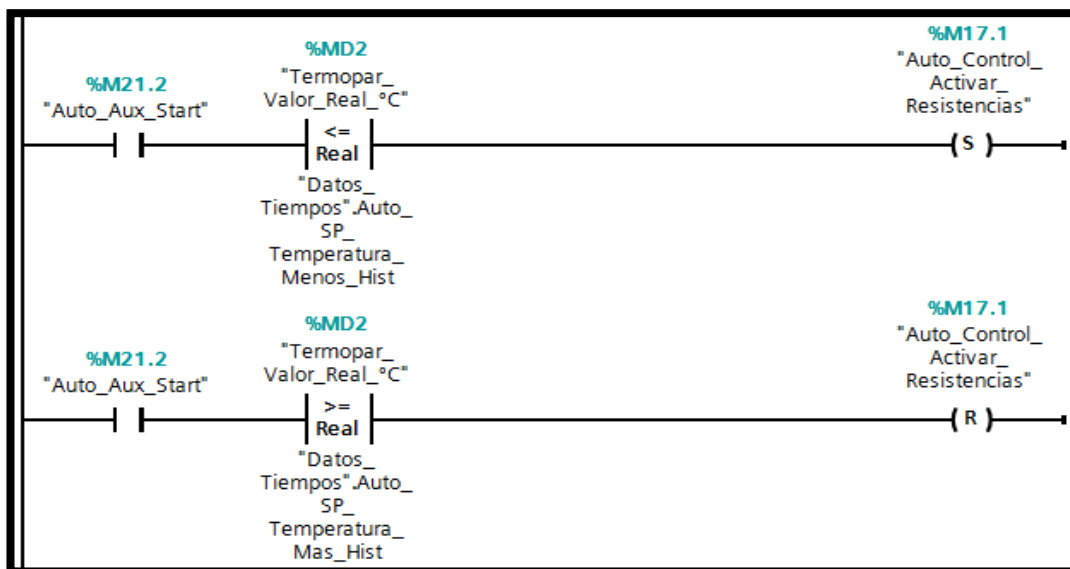 %M21.2
"Auto_Aux_Start"
%MD2
"Termopar_
Valor_Real_°C"
<=
Real
"Datos_
Tiempos".Auto_
SP_
Temperatura_
Menos_Hist
%M17.1
"Auto_Control_
Activar_
Resistencias"
S
%M21.2
"Auto_Aux_Start"
%MD2
"Termopar_
Valor_Real_°C"
>=
Real
"Datos_
Tiempos".Auto_
SP_
Temperatura_
Mas_Hist
%M17.1
"Auto_Control_
Activar_
Resistencias"
R